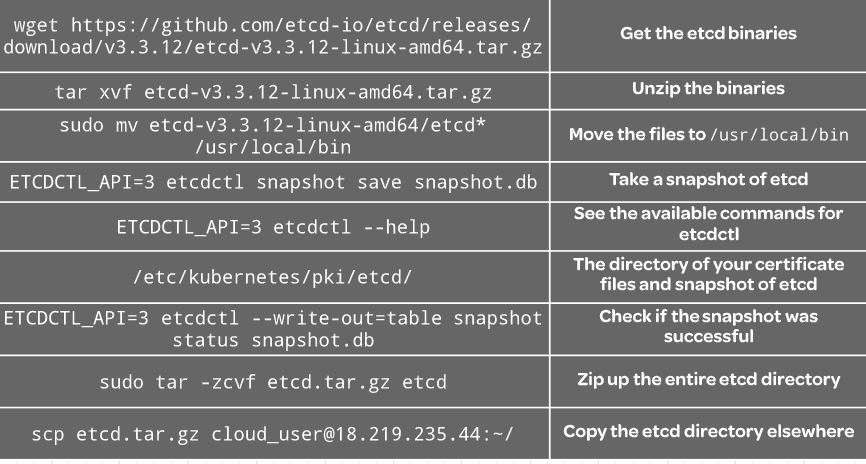 wget https://github.com/etcd-io/etcd/releases/
download/v3.3.12/etcd-v3.3.12-linux-amd64.tar.gz
Get the etcd binaries
tar xvf etcd-v3.3.12-linux-amd64.tar.gz
Unzip the binaries
sudo mv etcd-v3.3.12-linux-amd64/etcd*
/usr/local/bin
Move the files to /usr/local/bin
ETCDCTL_API=3 etcdctl snapshot save snapshot.db
Take a snapshot of etcd
ETCDCTL_API=3 etcdctl --help
See the available commands for
etcdctl
/etc/kubernetes/pki/etcd/
The directory of your certificate
files and snapshot of etcd
ETCDCTL_API=3 etcdctl --write-out=table snapshot
status snapshot.db
Check if the snapshot was
successful
sudo tar -zcvf etcd.tar.gz etcd
Zip up the entire etcd directory
scp etcd.tar.gz cloud_user@18.219.235.44:~/
Copy the etcd directory elsewhere